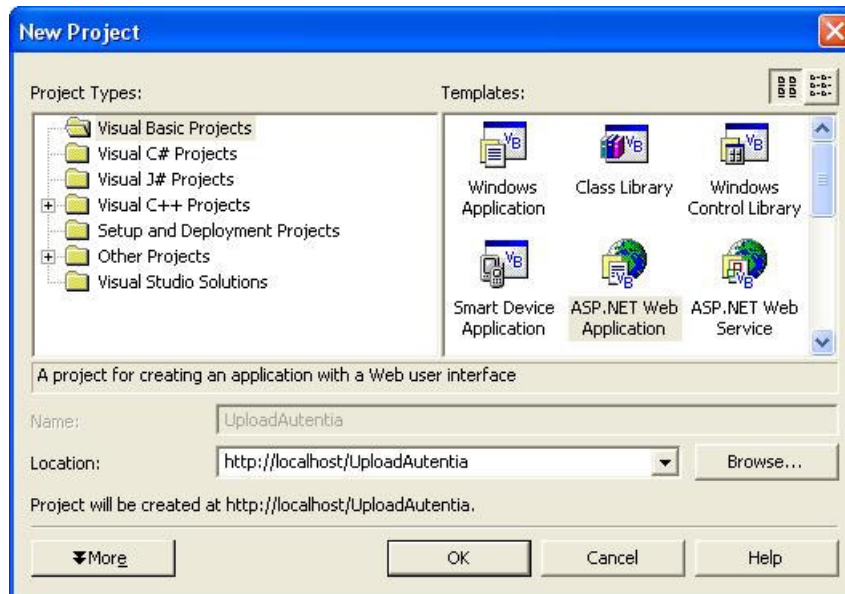 New Project
Project Types:
Templates:
Visual Basic Projects
Visual C# Projects
Visual J# Projects
Visual C++ Projects
Setup and Deployment Projects
Other Projects
Visual Studio Solutions
Windows
Application
Class Library
Windows
Control Library
Smart Device
Application
ASP.NET Web
Application
ASP.NET Web
Service
A project for creating an application with a Web user interface
Name:
UploadAutentia
Location:
http://localhost/UploadAutentia
Browse...
Project will be created at http://localhost/UploadAutentia.
More
OK
Cancel
Help